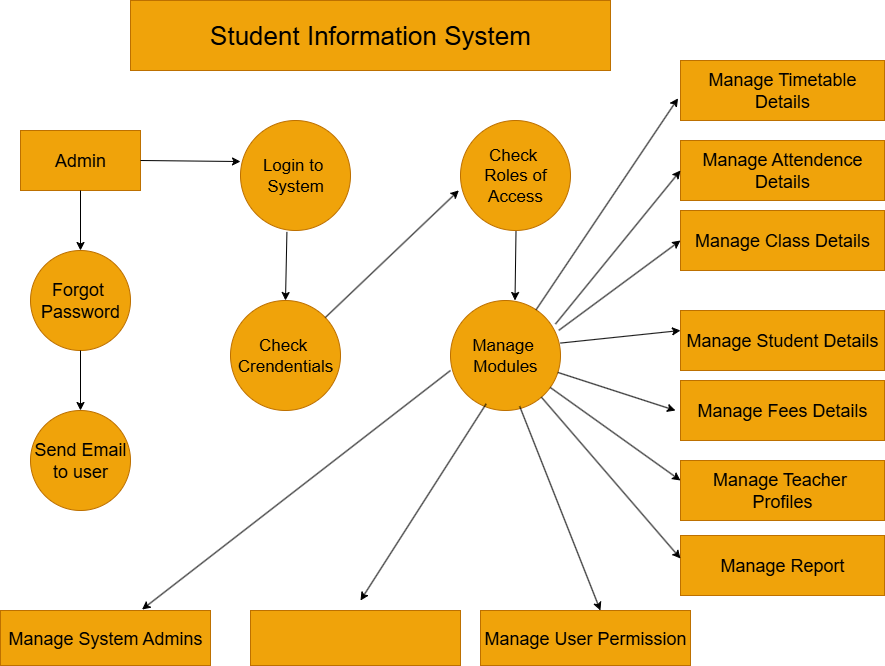 Student Information System
Admin
Login to
System
Check
Roles of
Access
Manage Timetable
Details
Manage Attendence
Details
Manage Class Details
Forgot
Password
Check
Crendentials
Manage
Modules
Manage Student Details
Manage Fees Details
Send Email
to user
Manage Teacher
Profiles
Manage Report
Manage System Admins
Manage User Permission